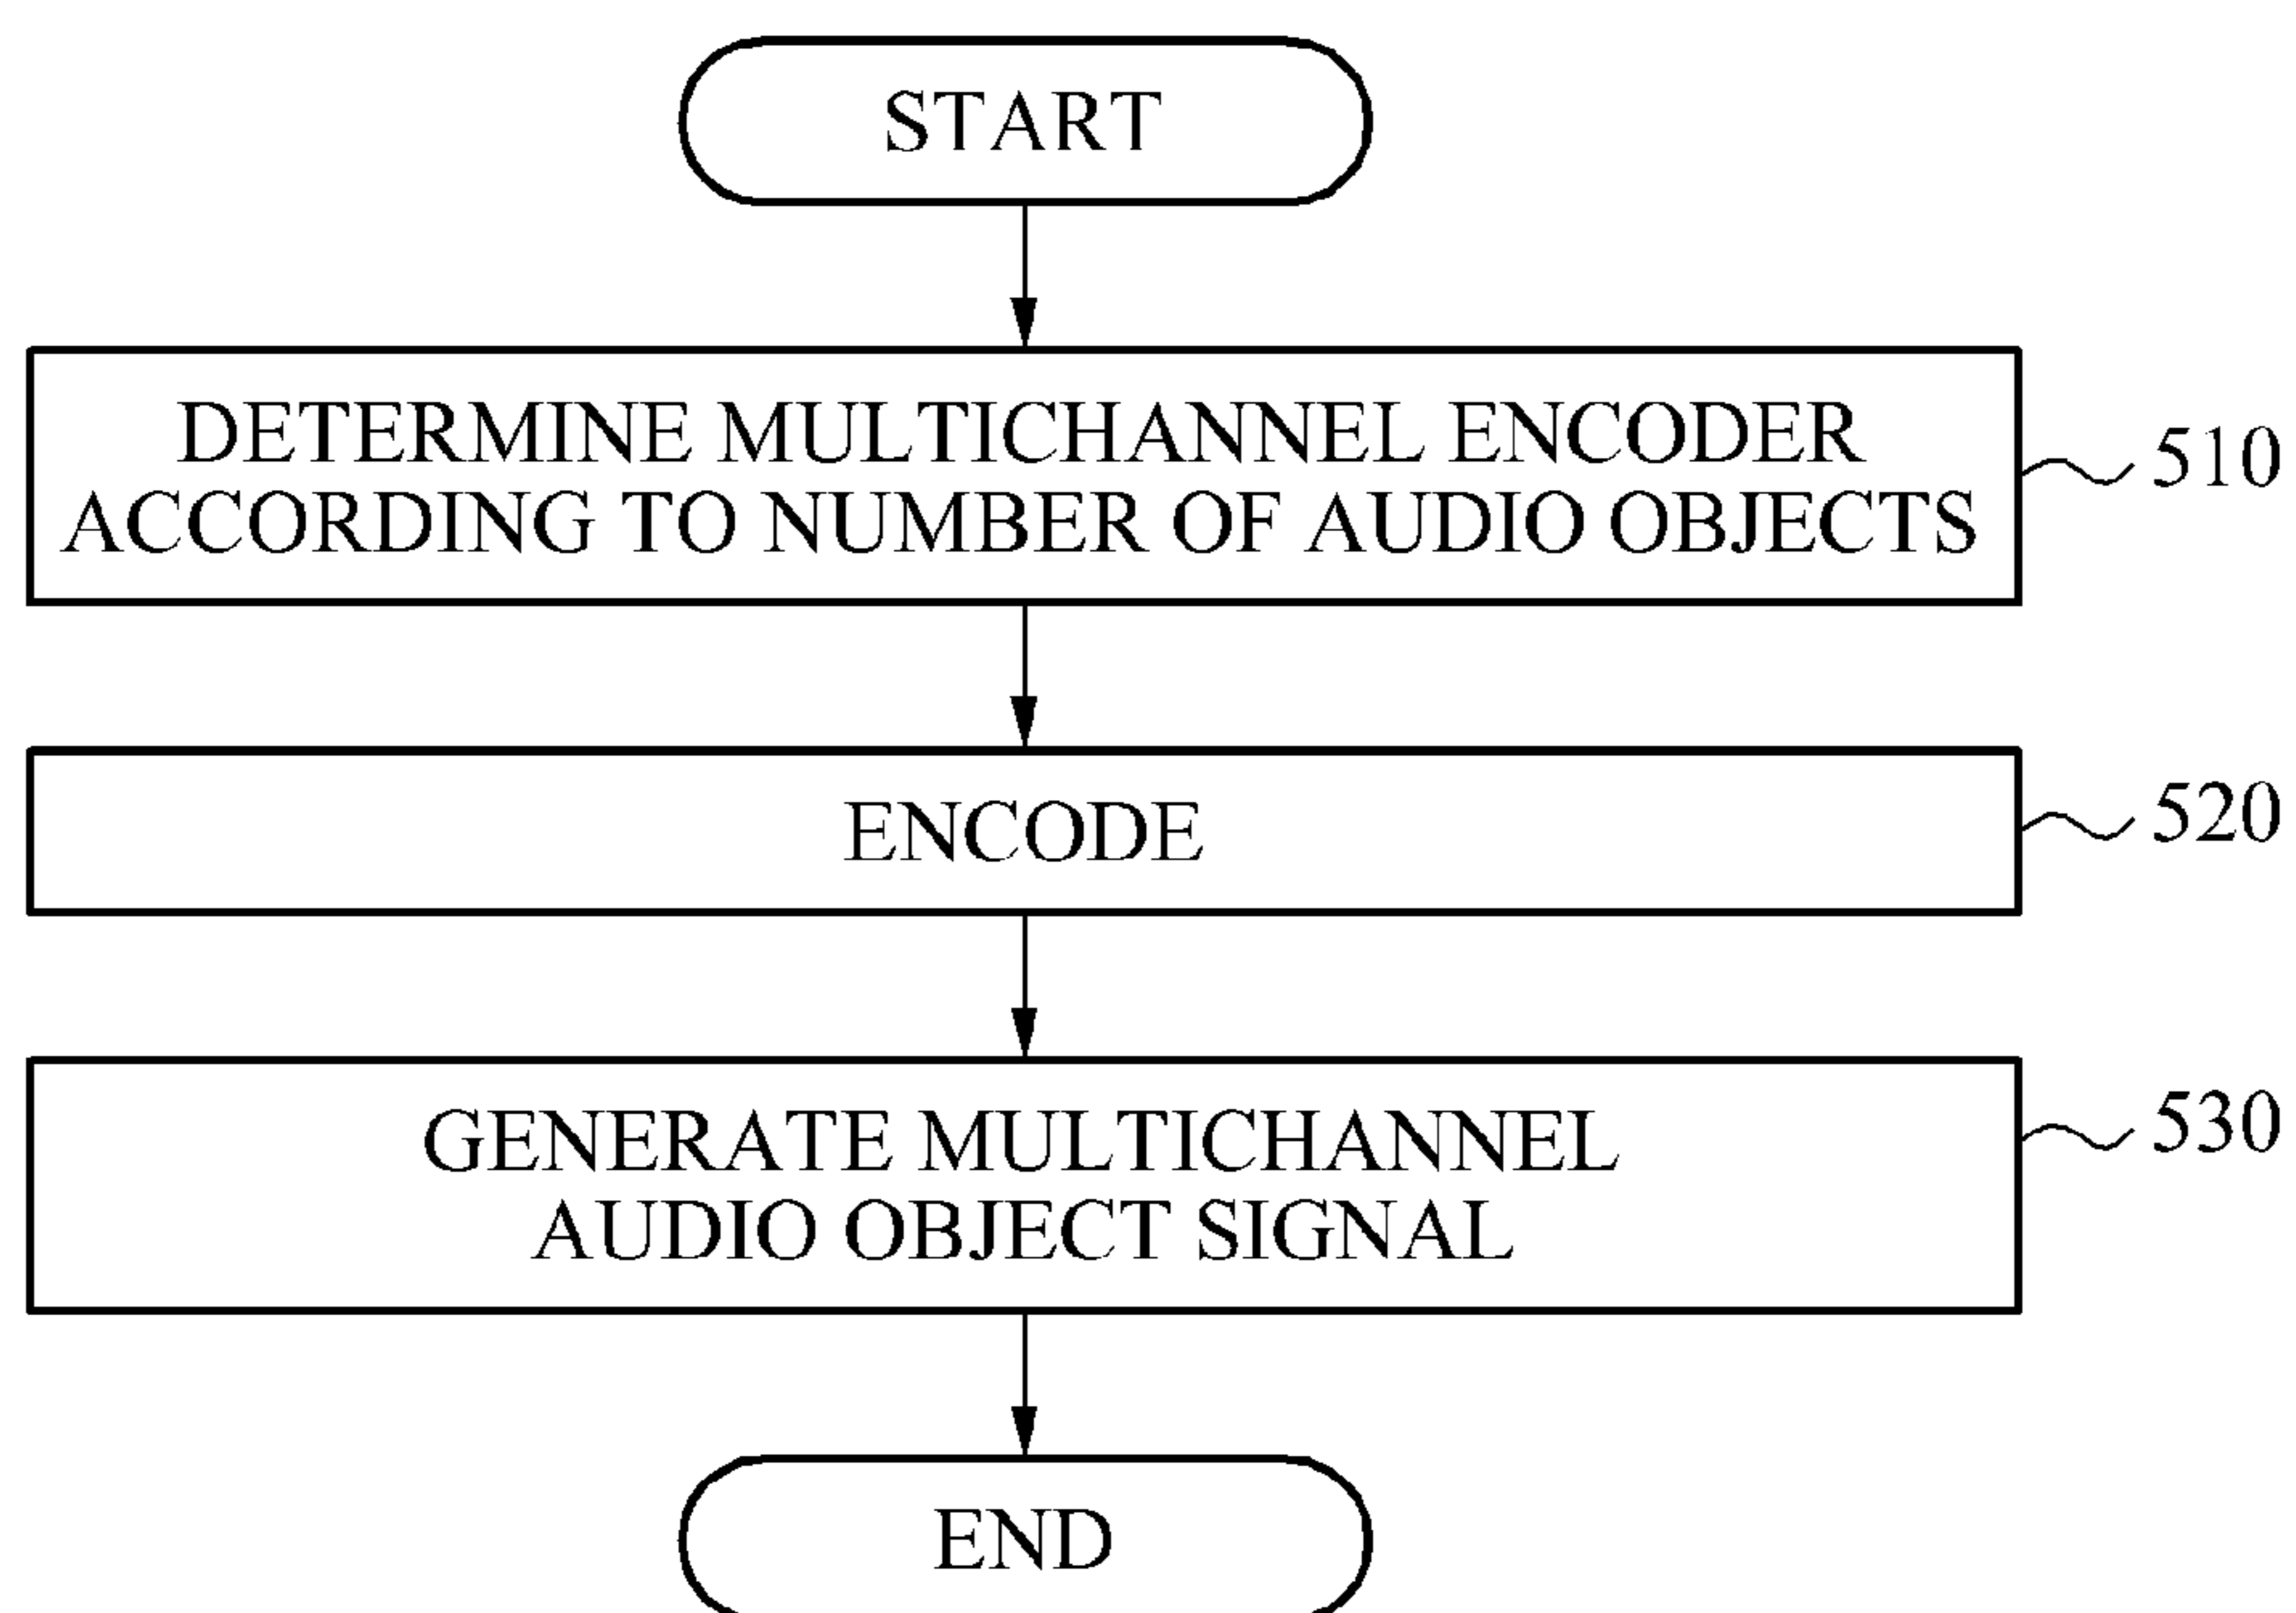 START
DETERMINE MULTICHANNEL ENCODER
ACCORDING TO NUMBER OF AUDIO OBJECTS
510
ENCODE
520
GENERATE MULTICHANNEL
AUDIO OBJECT SIGNAL
530
END